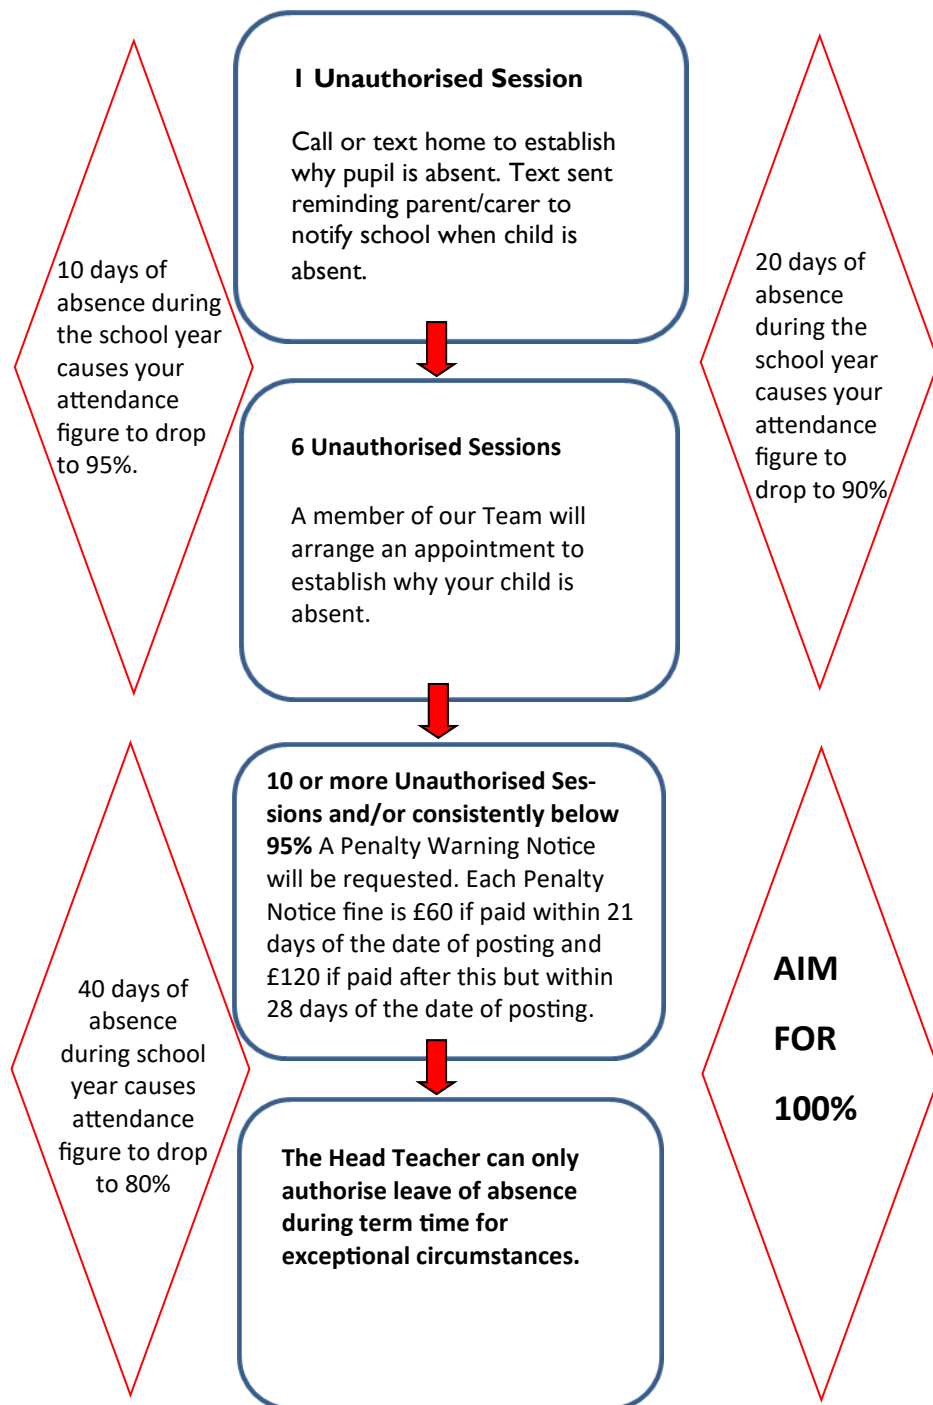 1 Unauthorised Session
Call or text home to establish
why pupil is absent. Text sent
reminding parent/carer to
notify school when child is
absent.
10 days of
absence during
the school year
causes your
attendance
figure to drop
to 95%.
20 days of
absence
during the
school year
causes your
attendance
figure to
drop to 90%
6 Unauthorised Sessions
A member of our Team will
arrange an appointment to
establish why your child is
absent.
10 or more Unauthorised Ses-
sions and/or consistently below
95% A Penalty Warning Notice
will be requested. Each Penalty
Notice fine is £60 if paid within 21
days of the date of posting and
£120 if paid after this but within
28 days of the date of posting.
40 days of
absence
during school
year causes
attendance
figure to drop
to 80%
AIM
FOR
100%
The Head Teacher can only
authorise leave of absence
during term time for
exceptional circumstances.